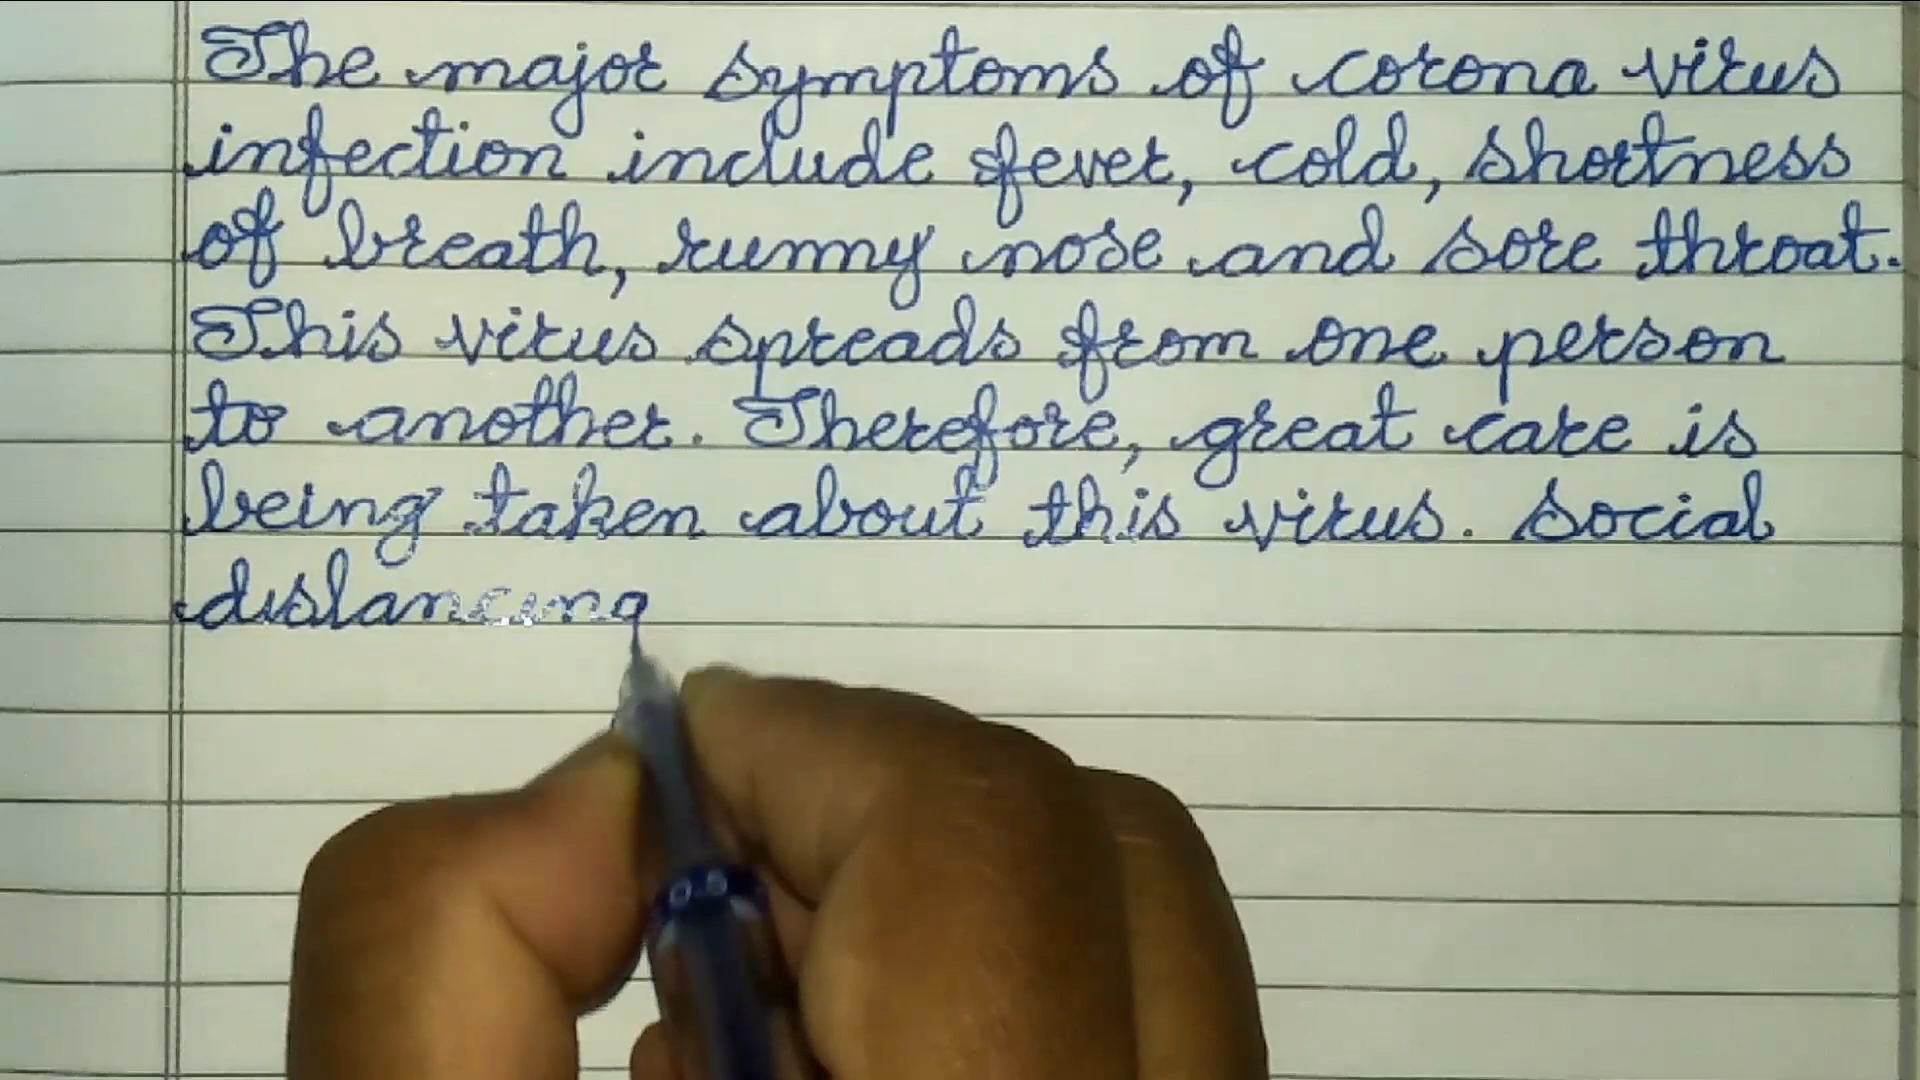 The major symptoms of corona virus
infection include fever, cold, shortness
of breath, runny nose and sore throat.
This virus spreads from one person
to another. Therefore, great care is
being taken about this virus. Social
distancing